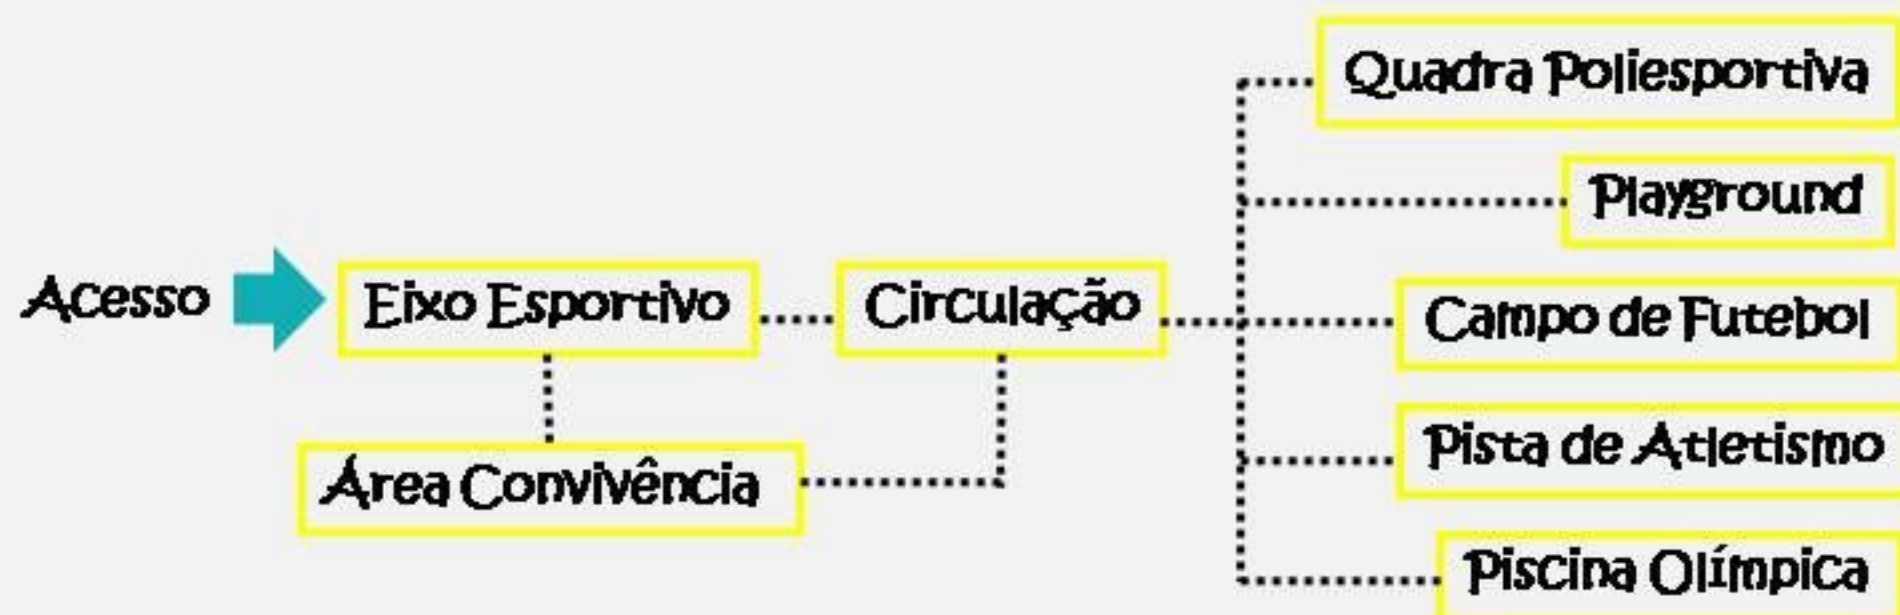 Quadra Poliesportiva
Playground
Acesso
Eixo Esportivo
Circulação
Campo de Futebol
Pista de Atletismo
Área Convivência
Piscina Olímpica